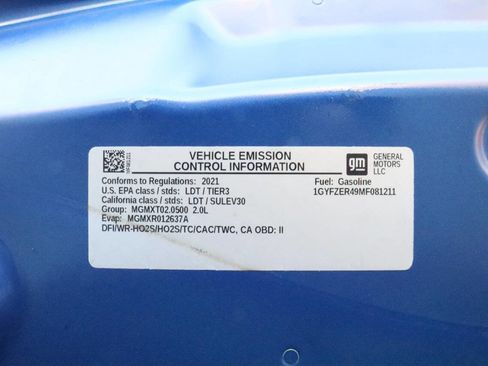 VEHICLE EMISSION
CONTROL INFORMATION
gm
GENERAL
MOTORS
LLC
Conforms to Regulations: 2021
Fuel: Gasoline
U.S. EPA class / stds: LDT / TIER3
1GYFZER49MF081211
California class / stds: LDT / SULEV30
Group: MGMXT02.0500 2.0L
Evap: MGMXR012637A
DFI/WR-HO2S/HO2S/TC/CAC/TWC, CA OBD: II